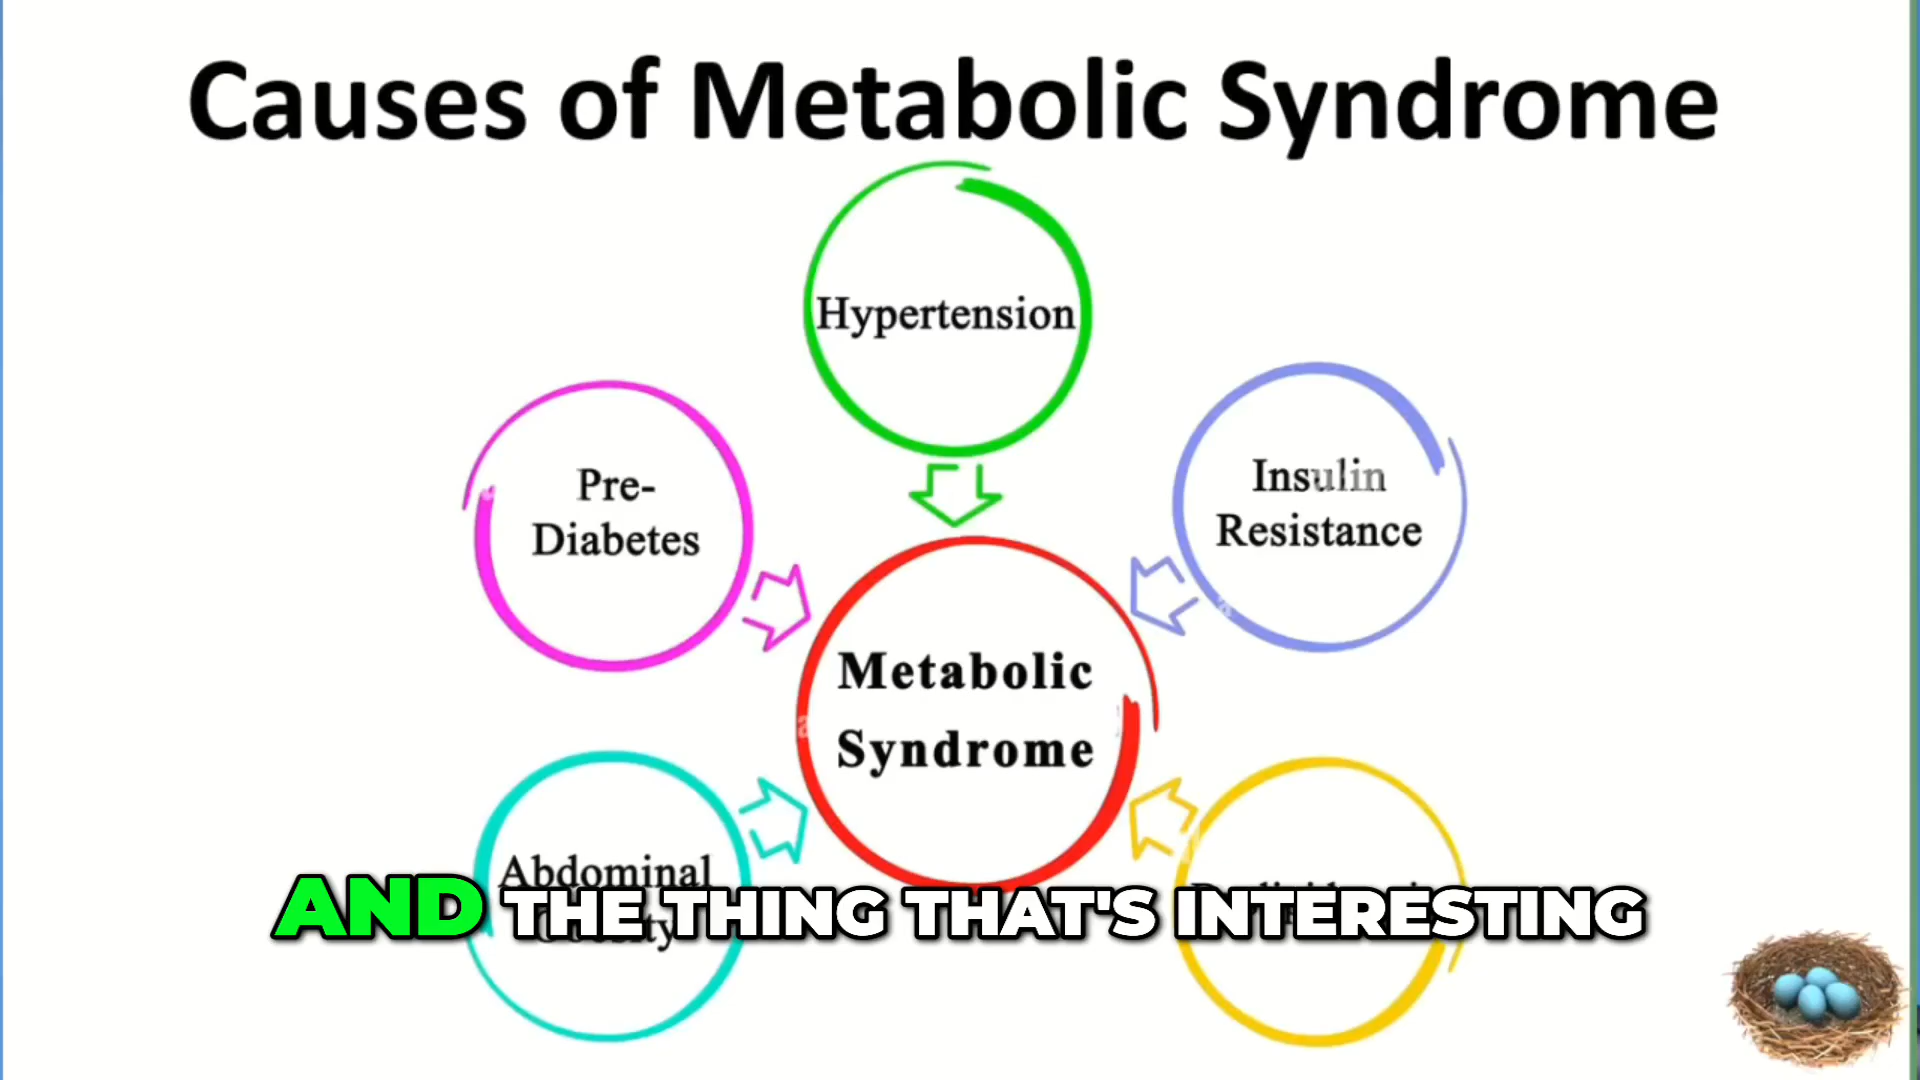 Causes of Metabolic Syndrome
Hypertension
Pre-
Diabetes
Insulin
Resistance
Metabolic
Syndrome
Abdominal
AND THE THING THAT'S INTERESTING